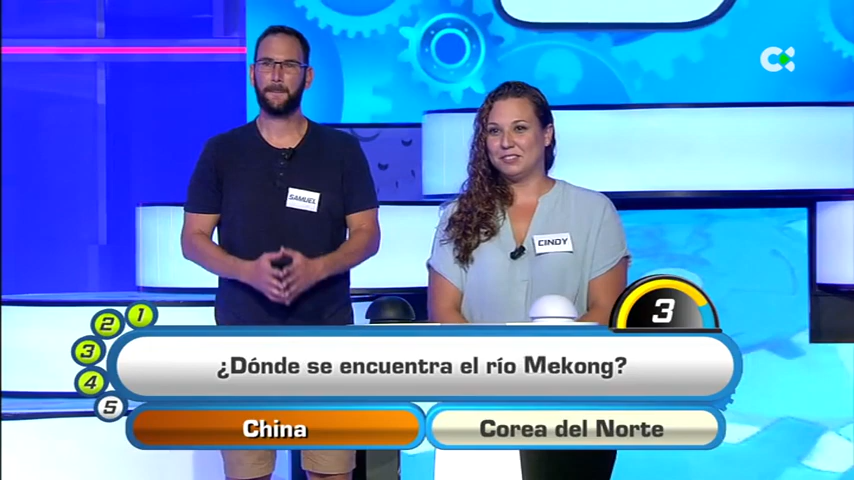 SAMUEL
CINDY
3
1
2
3
4
5
¿Dónde se encuentra el río Mekong?
China
Corea del Norte